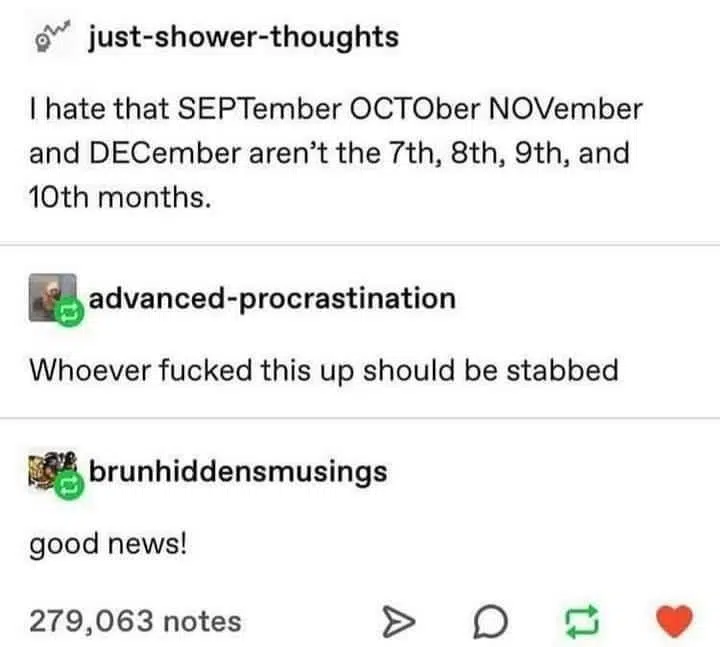 just-shower-thoughts
I hate that SEPTember OCTOber NOVember
and DECember aren't the 7th, 8th, 9th, and
10th months.
advanced-procrastination
Whoever fucked this up should be stabbed
brunhiddensmusings
good news!
279,063 notes